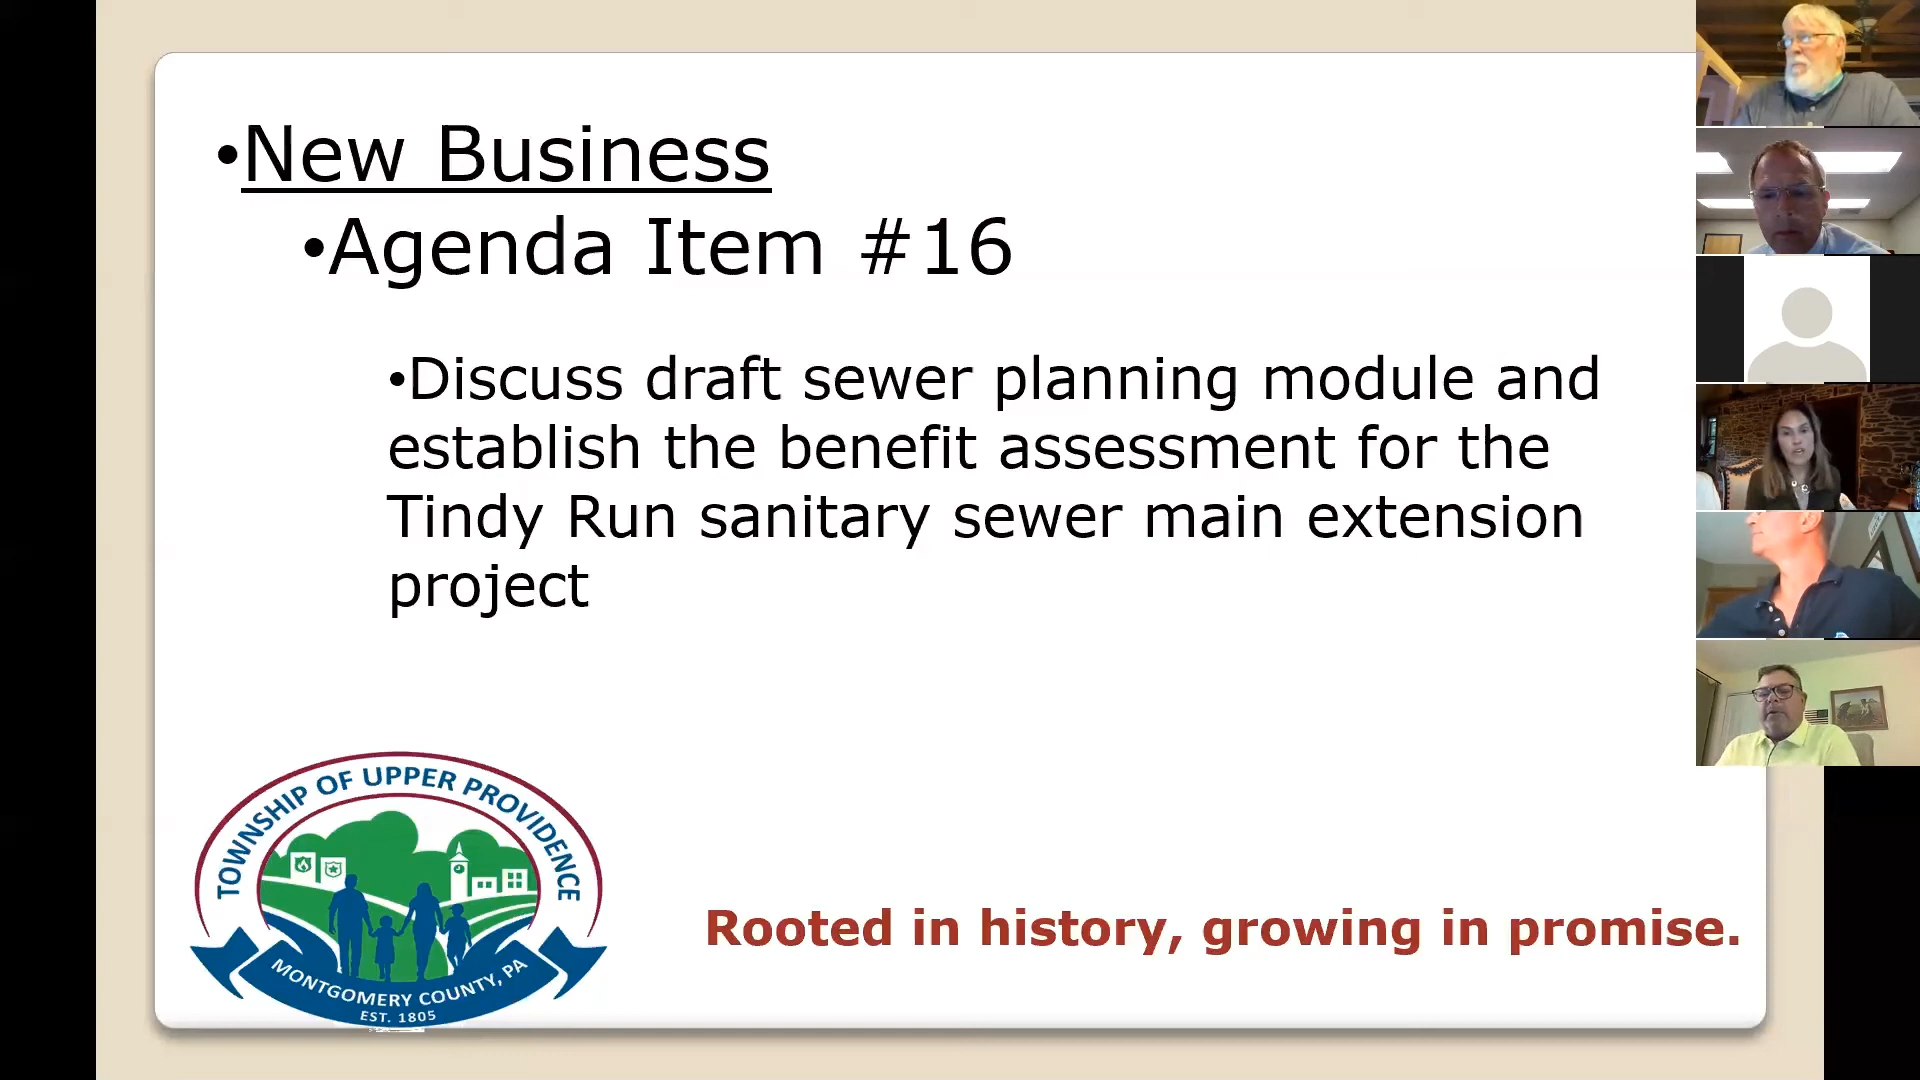 •New Business
•Agenda Item #16
•Discuss draft sewer planning module and
establish the benefit assessment for the
Tindy Run sanitary sewer main extension
project
TOWNSHIP OF UPPER PROVIDENCE
MONTGOMERY COUNTY, PA
EST. 1805
Rooted in history, growing in promise.